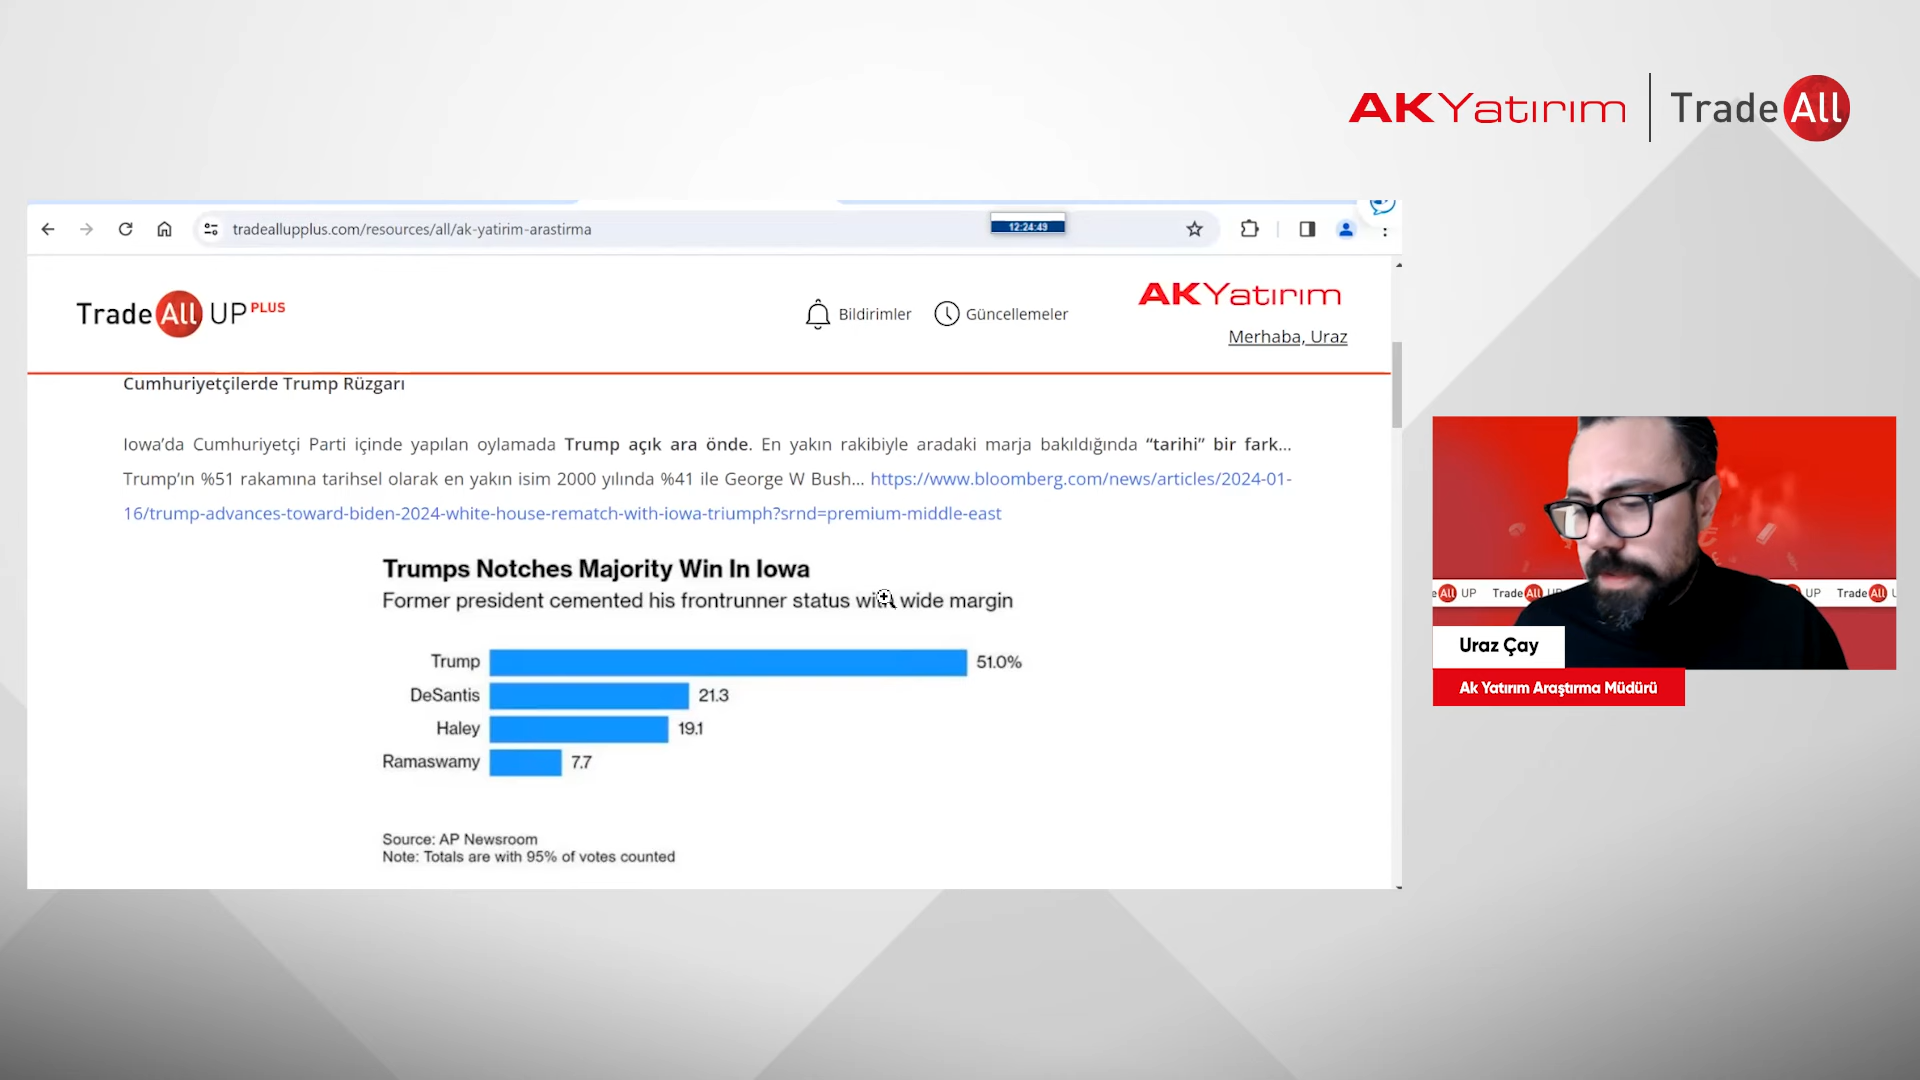 AKYatırım | TradeAll
tradeallupplus.com/resources/all/ak-yatirim-arastirma
12:24:49
TradeAll UP PLUS
Bildirimler
Güncellemeler
AKYatırım
Merhaba, Uraz
Cumhuriyetçilerde Trump Rüzgarı
Iowa’da Cumhuriyetçi Parti içinde yapılan oylamada Trump açık ara önde. En yakın rakibiyle aradaki marja bakıldığında “tarihi” bir fark...
Trump’ın %51 rakamına tarihsel olarak en yakın isim 2000 yılında %41 ile George W Bush... https://www.bloomberg.com/news/articles/2024-01-
16/trump-advances-toward-biden-2024-white-house-rematch-with-iowa-triumph?srnd=premium-middle-east
Trumps Notches Majority Win In Iowa
Former president cemented his frontrunner status with wide margin
Trump 51.0%
DeSantis 21.3
Haley 19.1
Ramaswamy 7.7
Source: AP Newsroom
Note: Totals are with 95% of votes counted
All UP TradeAll UP
UP TradeAll
Uraz Çay
Ak Yatırım Araştırma Müdürü